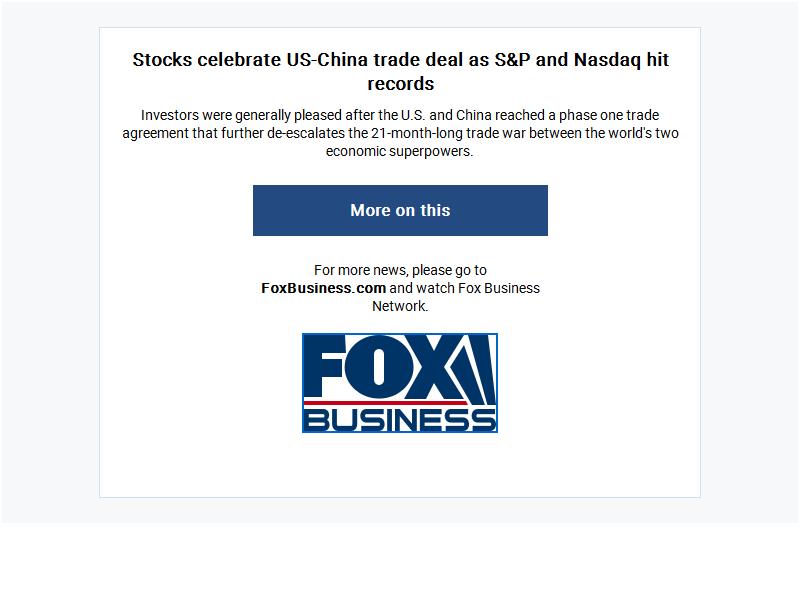 Stocks celebrate US-China trade deal as S&P and Nasdaq hit
records
Investors were generally pleased after the U.S. and China reached a phase one trade
agreement that further de-escalates the 21-month-long trade war between the world's two
economic superpowers.
More on this
For more news, please go to
FoxBusiness.com and watch Fox Business
Network.
FOX
BUSINESS